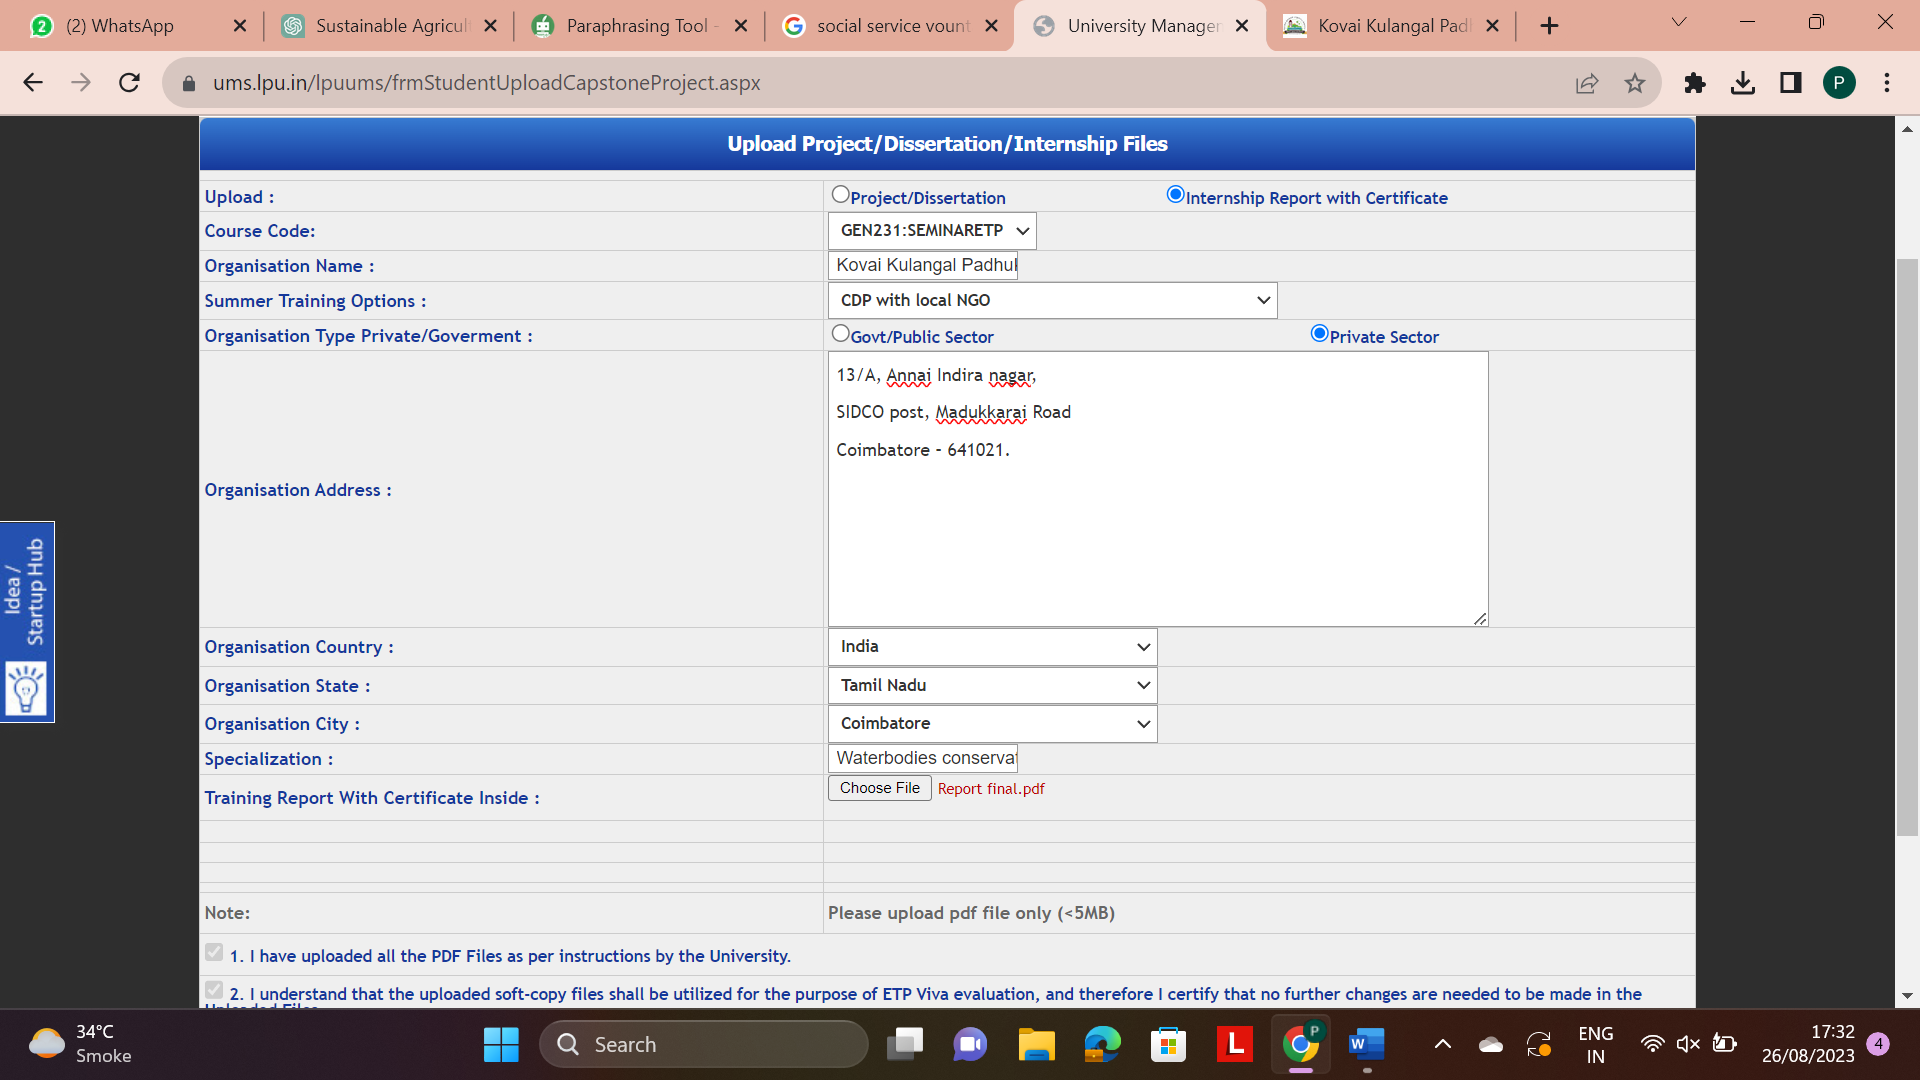 2 (2) WhatsApp
Sustainable Agricul
Paraphrasing Tool -
social service vount
University Manager
Kovai Kulangal Padh
ums.lpu.in/lpuums/frmStudentUploadCapstoneProject.aspx
P
Upload Project/Dissertation/Internship Files
Upload : Project/Dissertation Internship Report with Certificate
Course Code: GEN231:SEMINARETP
Organisation Name : Kovai Kulangal Padhu
Summer Training Options : CDP with local NGO
Organisation Type Private/Goverment : Govt/Public Sector Private Sector
13/A, Annai Indira nagar,
SIDCO post, Madukkarai Road
Coimbatore - 641021.
Organisation Address :
Idea /
Startup Hub
Organisation Country : India
Organisation State : Tamil Nadu
Organisation City : Coimbatore
Specialization : Waterbodies conservat
Training Report With Certificate Inside : Choose File Report final.pdf
Note: Please upload pdf file only (<5MB)
1. I have uploaded all the PDF Files as per instructions by the University.
2. I understand that the uploaded soft-copy files shall be utilized for the purpose of ETP Viva evaluation, and therefore I certify that no further changes are needed to be made in the
Uploaded Files
34°C
Smoke
Search
L
P
W
ENG
IN
17:32
26/08/2023
4